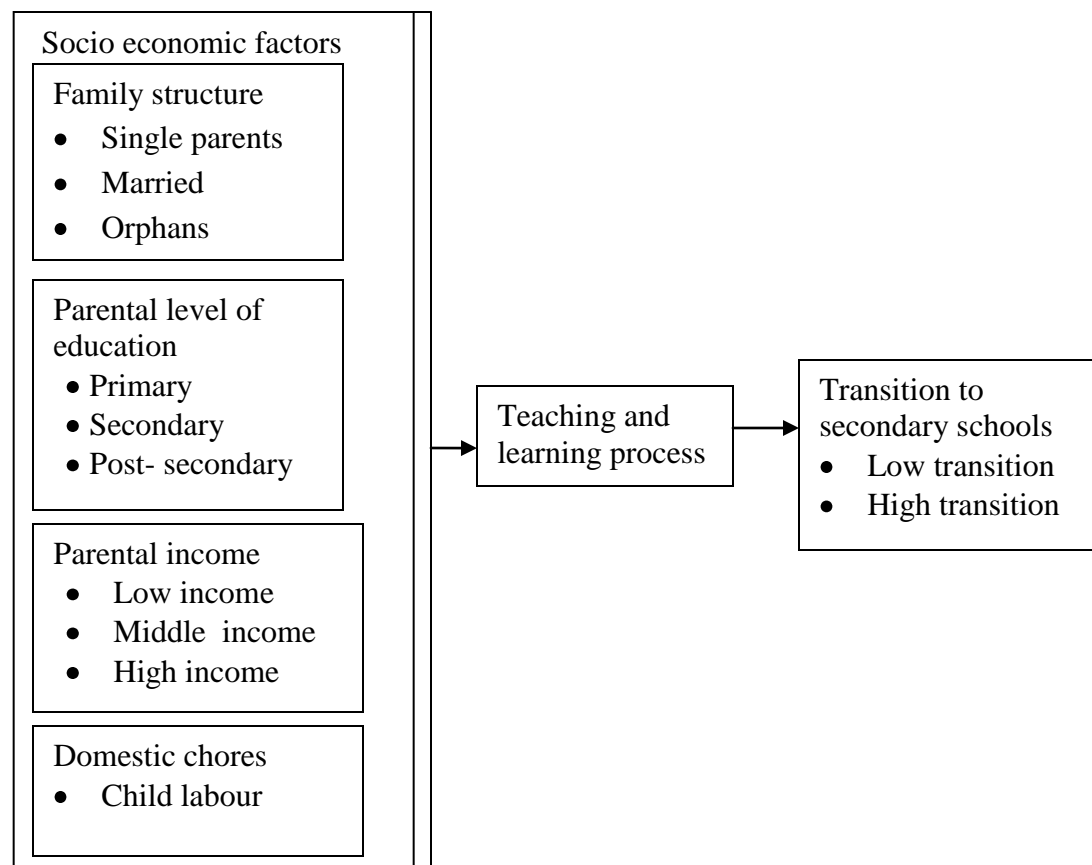 Socio economic factors
Family structure
• Single parents
• Married
• Orphans
Parental level of
education
• Primary
• Secondary
• Post- secondary
Parental income
• Low income
• Middle income
• High income
Domestic chores
• Child labour
Teaching and
learning process
Transition to
secondary schools
• Low transition
• High transition